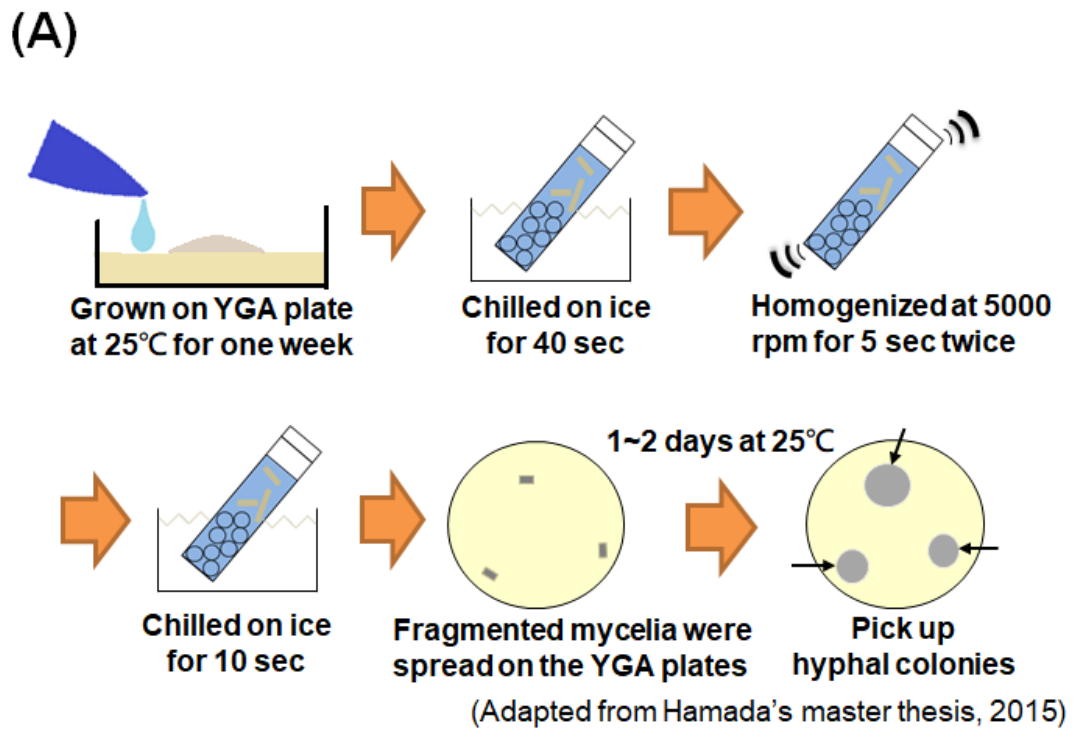 (A)
Grown on YGA plate
at 25℃ for one week
Chilled on ice
for 40 sec
Homogenized at 5000
rpm for 5 sec twice
Chilled on ice
for 10 sec
Fragmented mycelia were
spread on the YGA plates
1~2 days at 25℃
Pick up
hyphal colonies
(Adapted from Hamada's master thesis, 2015)